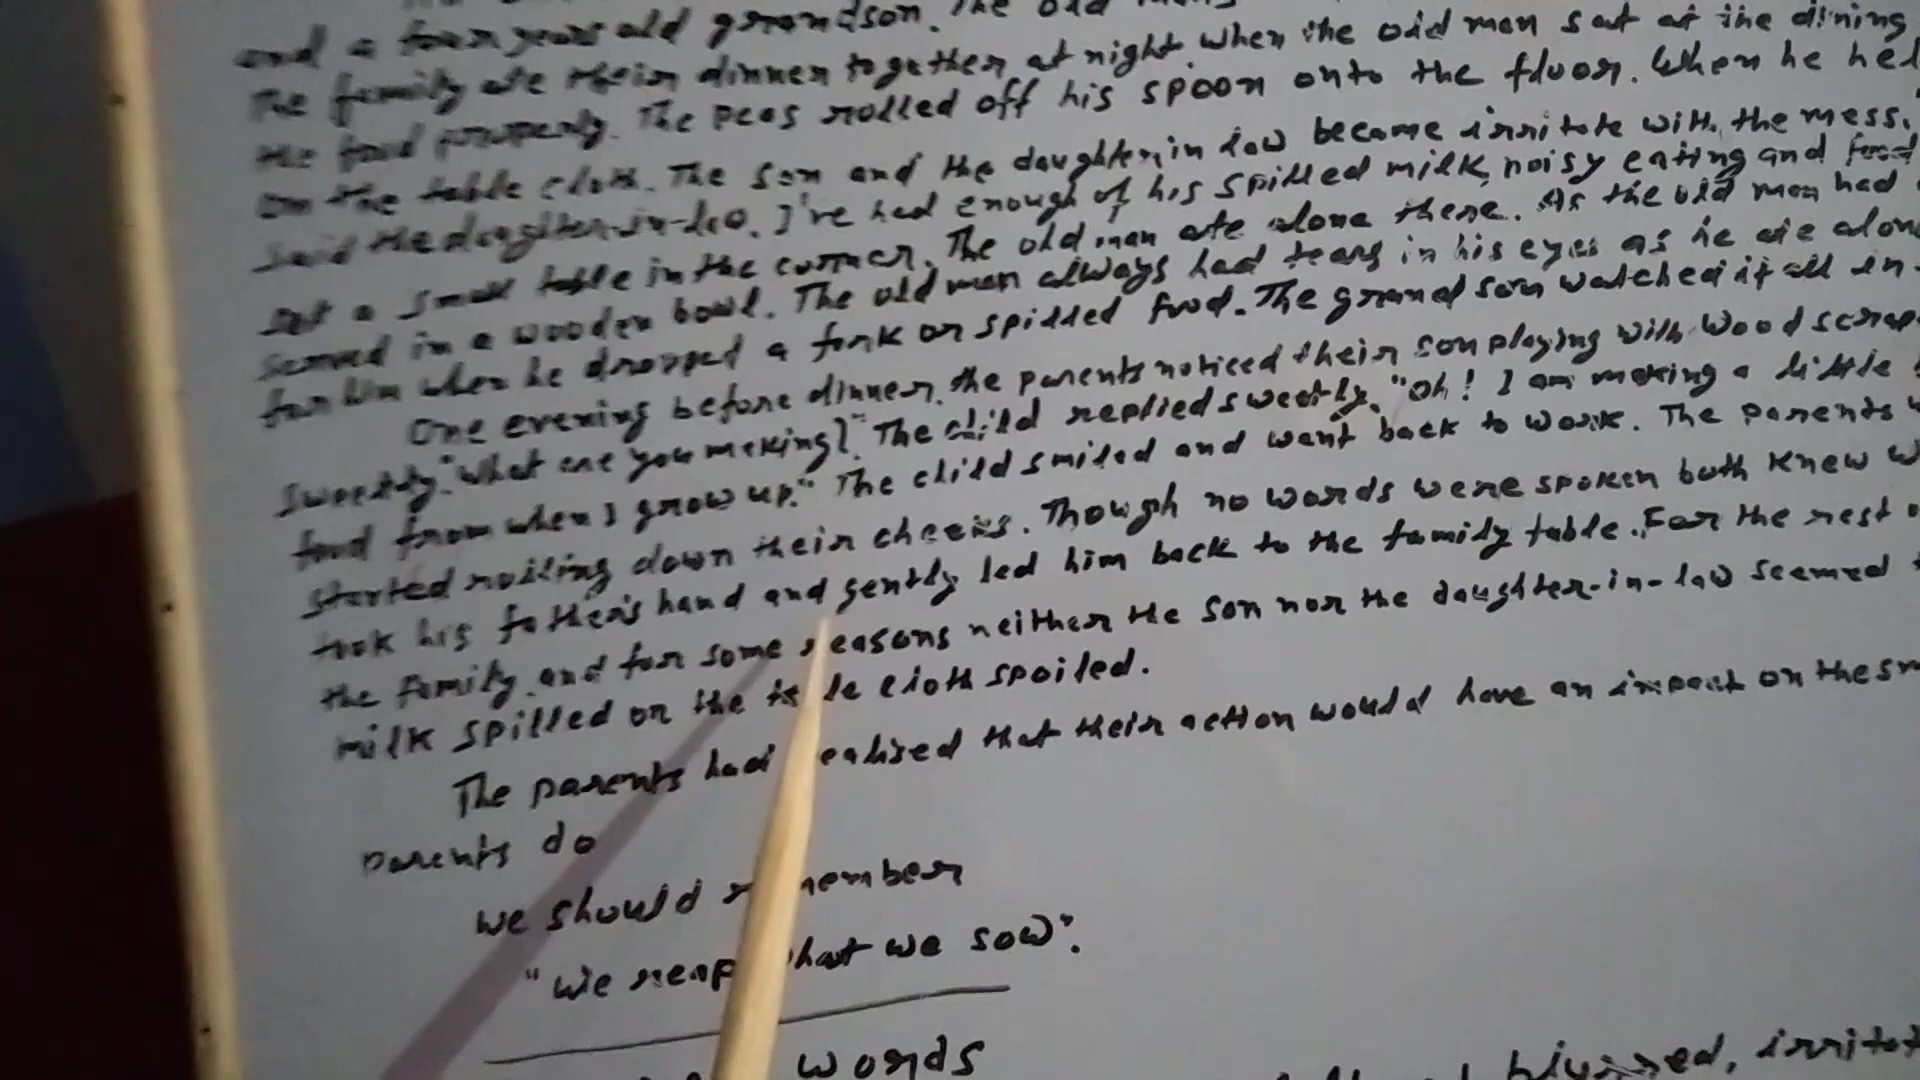 and a four years old grandson. The old
The family ate their dinner together at night. When the old man sat at the dining
the food properly. The peas rolled off his spoon onto the floor. When he hel
on the table cloth. The son and the daughter in law became irritate with the mess.
said the daughter-in-law. I've had enough of his spilled milk, noisy eating and food
set a small table in the corner. The old man ate alone there. As the old man had
served in a wooden bowl. The old man always had tears in his eyes as he ate alon
for him when he dropped a fork or spilled food. The grand son watched it all in
One evening before dinner, the parents noticed their son playing with wood scrap
sweetly. "What are you making?" The child replied sweetly, "Oh! I am making a little
food from when I grow up." The child smiled and want back to work. The parents
started rolling down their cheeks. Though no words were spoken both knew w
took his father's hand and gently led him back to the family table. For the rest o
the family and for some reasons neither the son nor the daughter-in-law seemed
milk spilled or the table cloth spoiled.
The parents had realised that their action would have an impact on the sm
parents do
we should remember
"We reap what we sow".
words
irritat